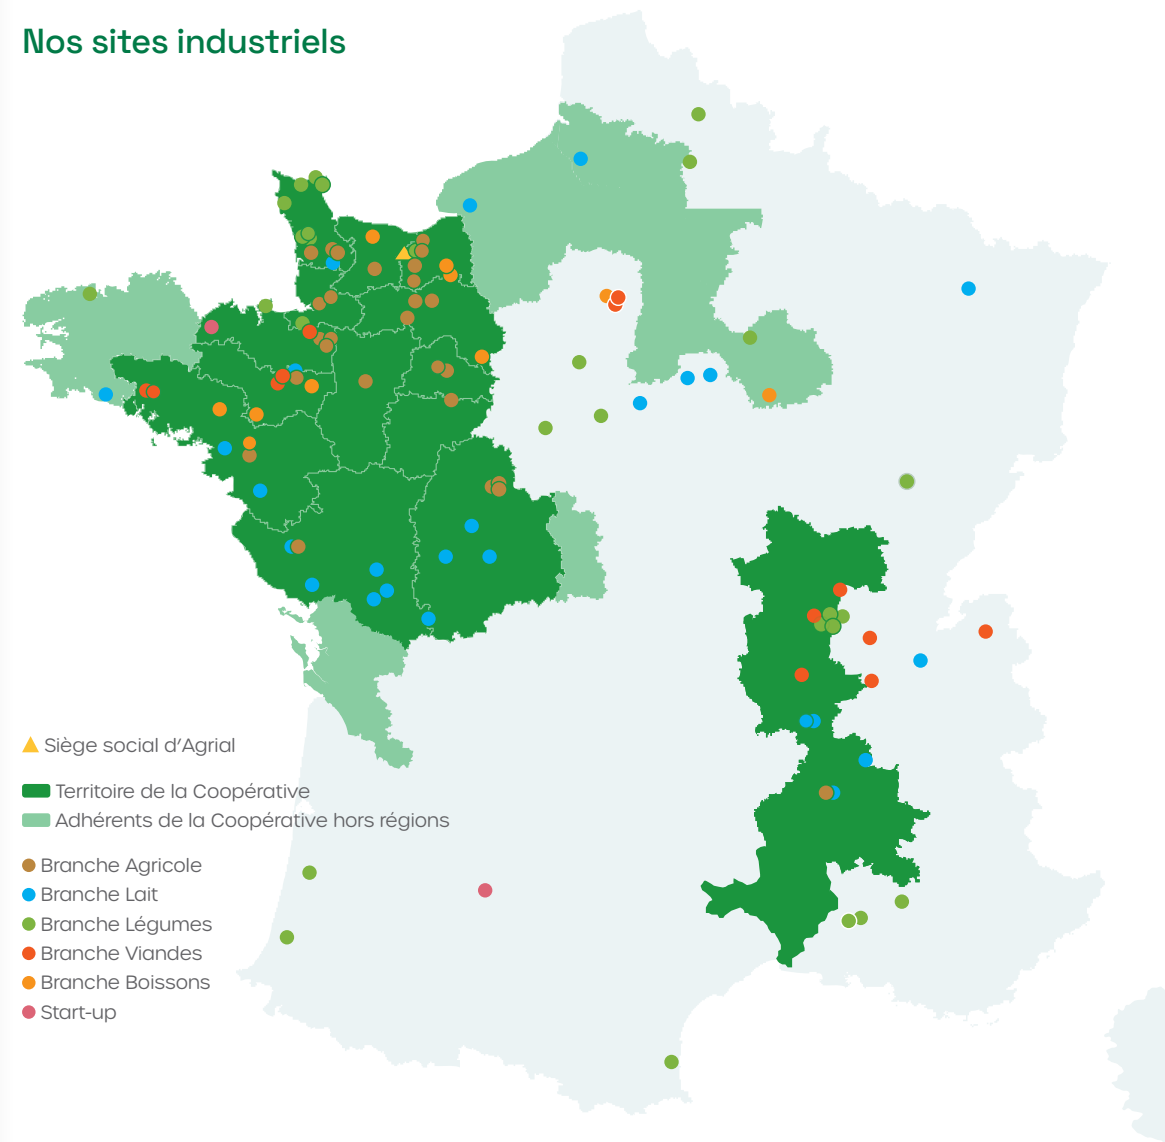 Nos sites industriels
Siège social d'Agrial
Territoire de la Coopérative
Adhérents de la Coopérative hors régions
Branche Agricole
Branche Lait
Branche Légumes
Branche Viandes
Branche Boissons
Start-up